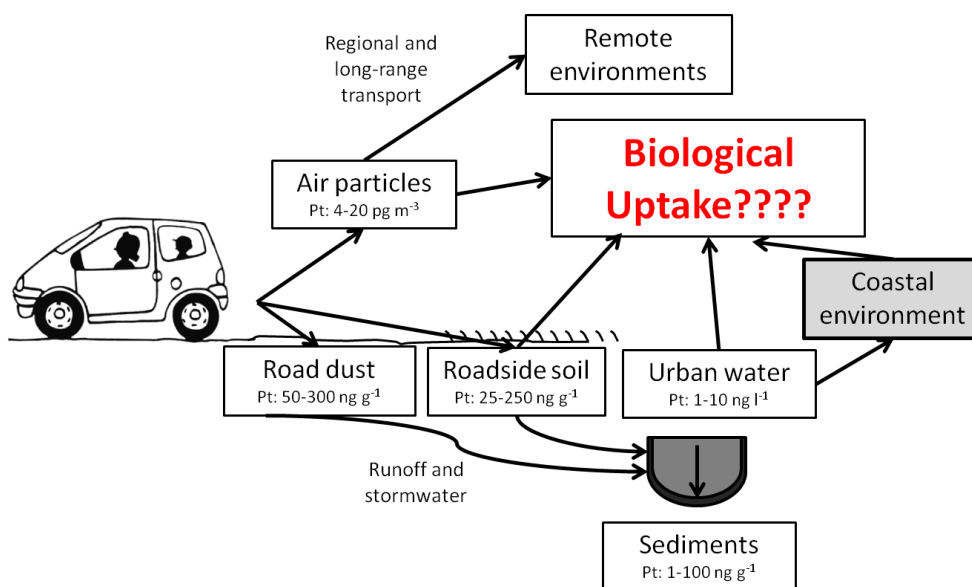 Regional and
long-range
transport
Remote
environments
Air particles
Pt: 4-20 pg m⁻³
Biological
Uptake????
Coastal
environment
Road dust
Pt: 50-300 ng g⁻¹
Roadside soil
Pt: 25-250 ng g⁻¹
Urban water
Pt: 1-10 ng l⁻¹
Runoff and
stormwater
Sediments
Pt: 1-100 ng g⁻¹